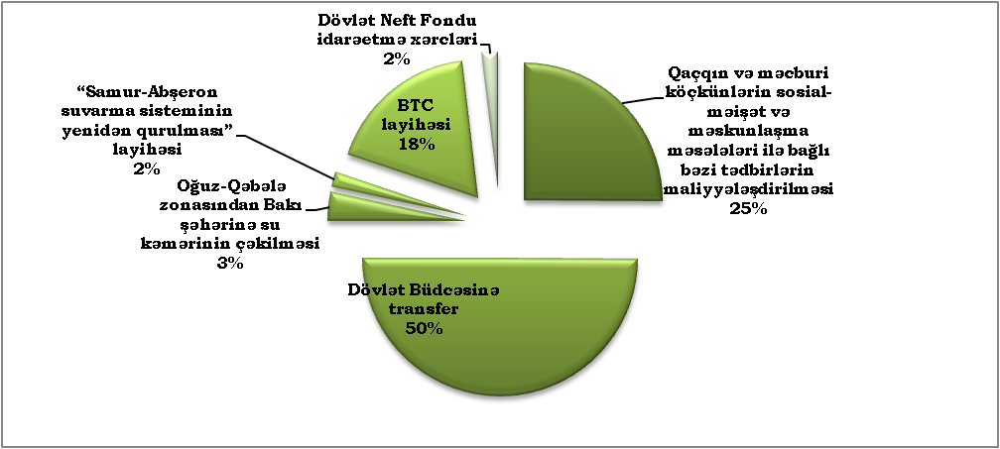 Dövlət Neft Fondu
idarəetmə xərcləri
2%
Qaçqın və məcburi
köçkünlərin sosial-
məişət və
məskunlaşma
məsələləri ilə bağlı
bəzi tədbirlərin
maliyyələşdirilməsi
25%
“Samur-Abşeron
suvarma sisteminin
yenidən qurulması”
layihəsi
2%
BTC
layihəsi
18%
Oğuz-Qəbələ
zonasından Bakı
şəhərinə su
kəmərinin çəkilməsi
3%
Dövlət Büdcəsinə
transfer
50%